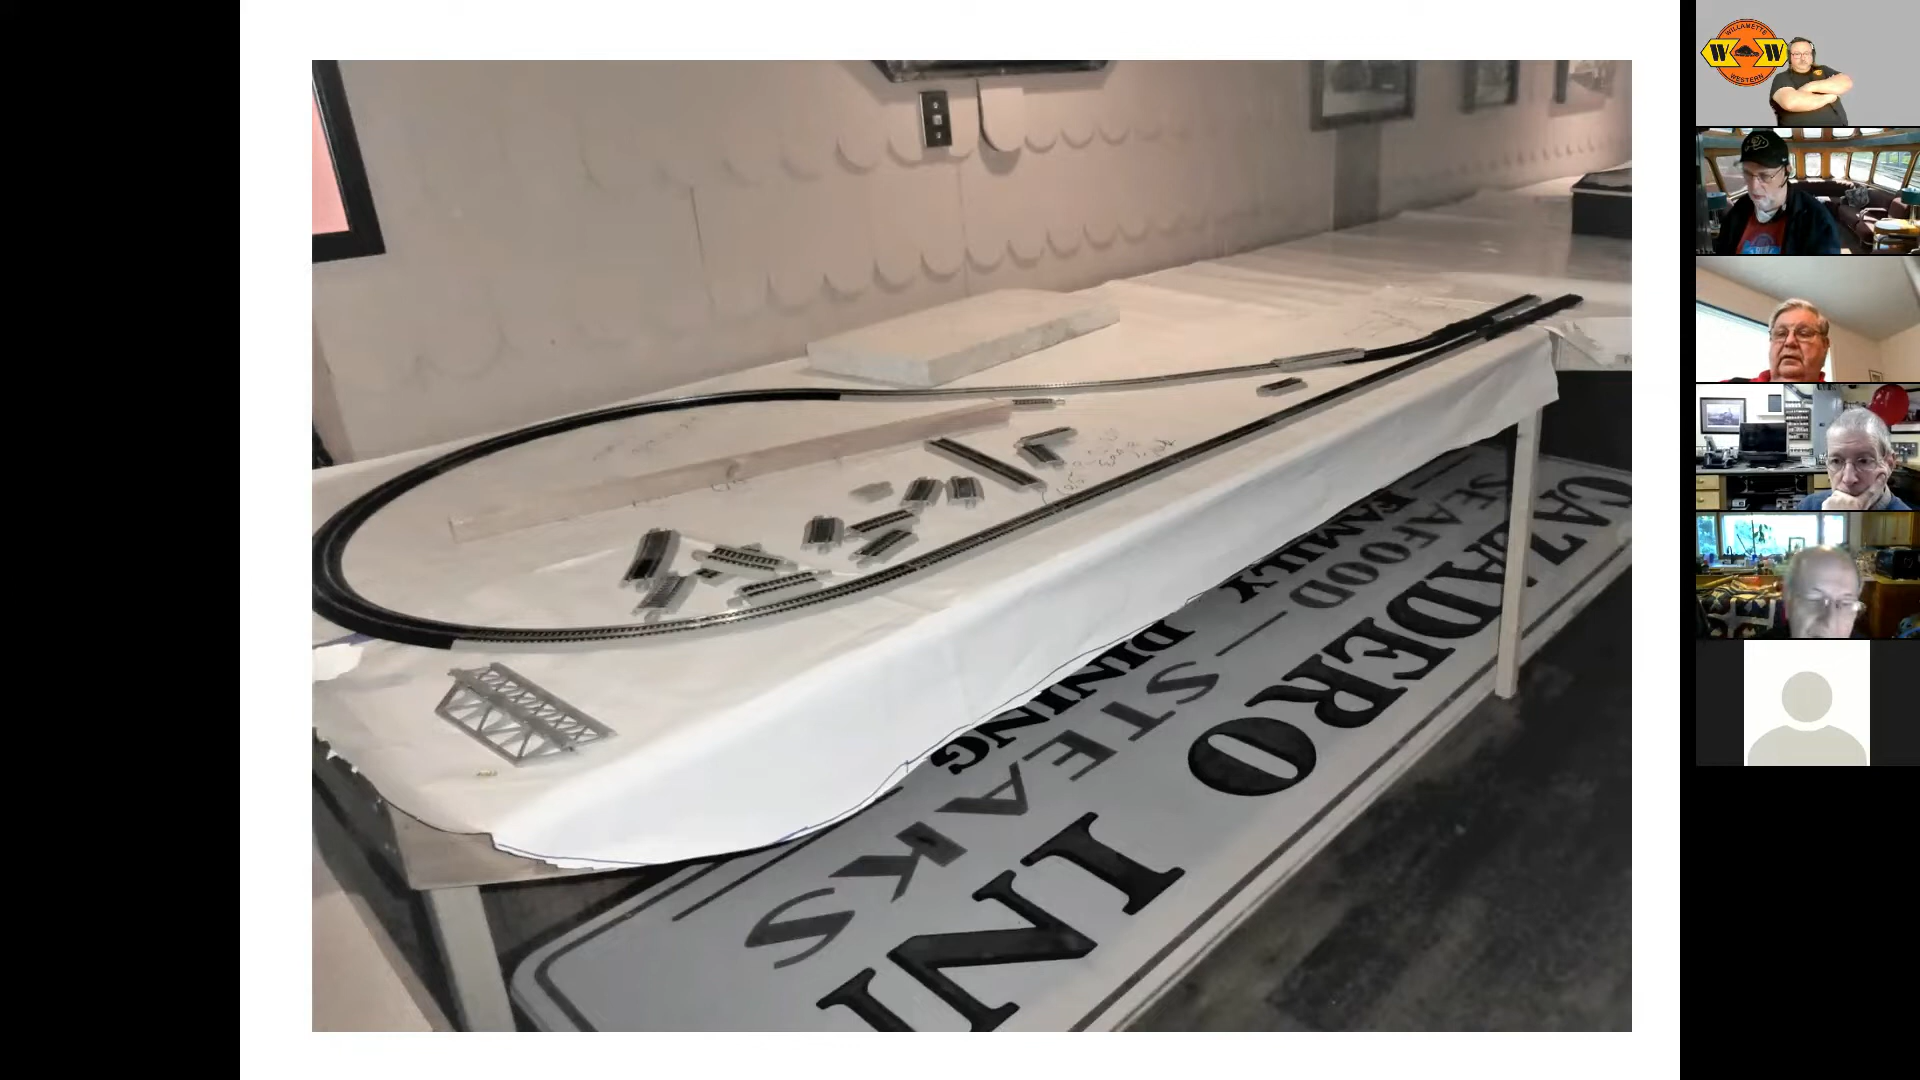 CAZADERO INN
SEAFOOD — STEAKS
FAMILY DINING
WILLAMETTE
W W
WESTERN